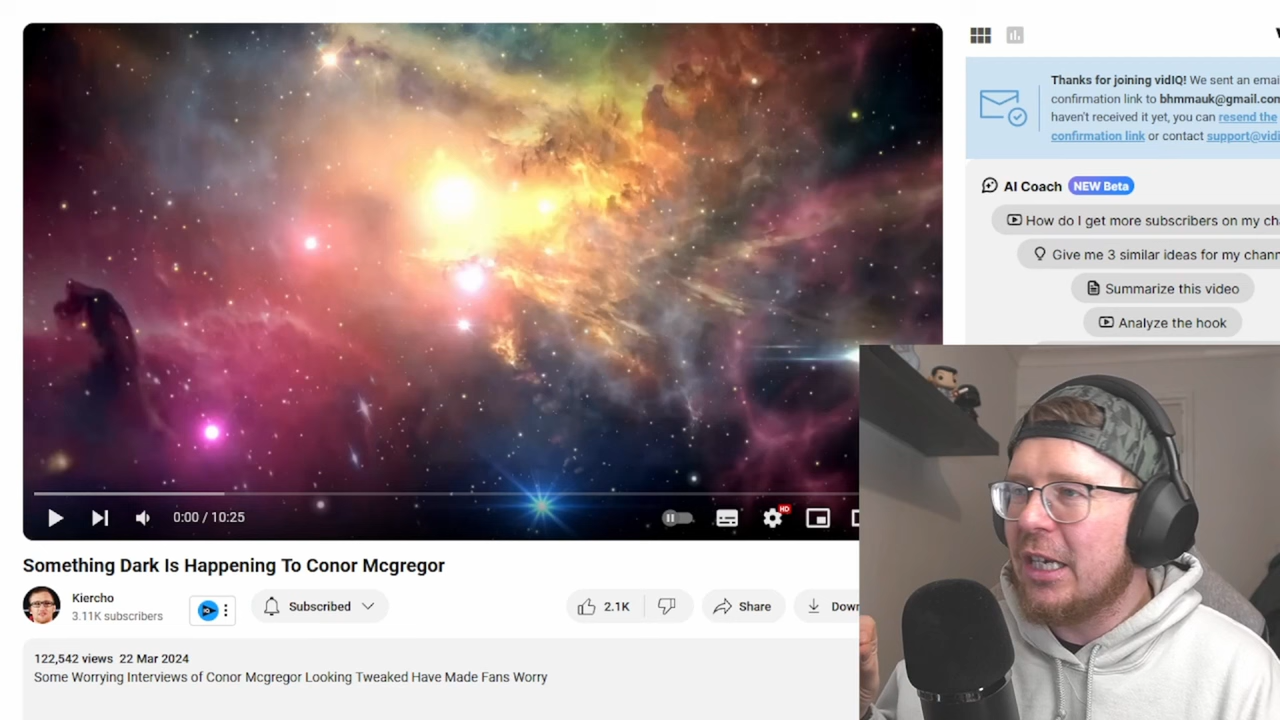 Thanks for joining vidIQ! We sent an emai
confirmation link to bhmmauk@gmail.com
haven't received it yet, you can resend the
confirmation link or contact support@vidi
AI Coach NEW Beta
How do I get more subscribers on my ch
Give me 3 similar ideas for my chann
Summarize this video
Analyze the hook
0:00 / 10:25
HD
Something Dark Is Happening To Conor Mcgregor
Kiercho
3.11K subscribers
Subscribed
2.1K
Share
Down
122,542 views 22 Mar 2024
Some Worrying Interviews of Conor Mcgregor Looking Tweaked Have Made Fans Worry